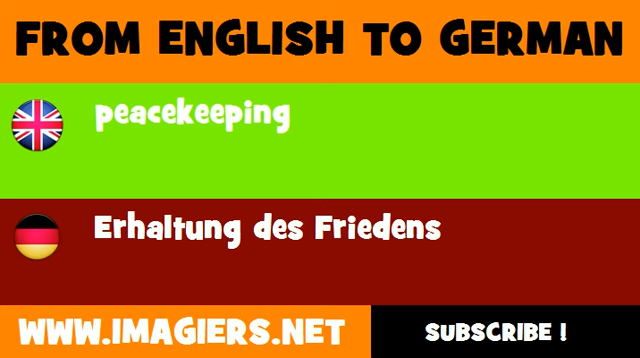 FROM ENGLISH TO GERMAN
peacekeeping
Erhaltung des Friedens
WWW.IMAGIERS.NET
SUBSCRIBE !